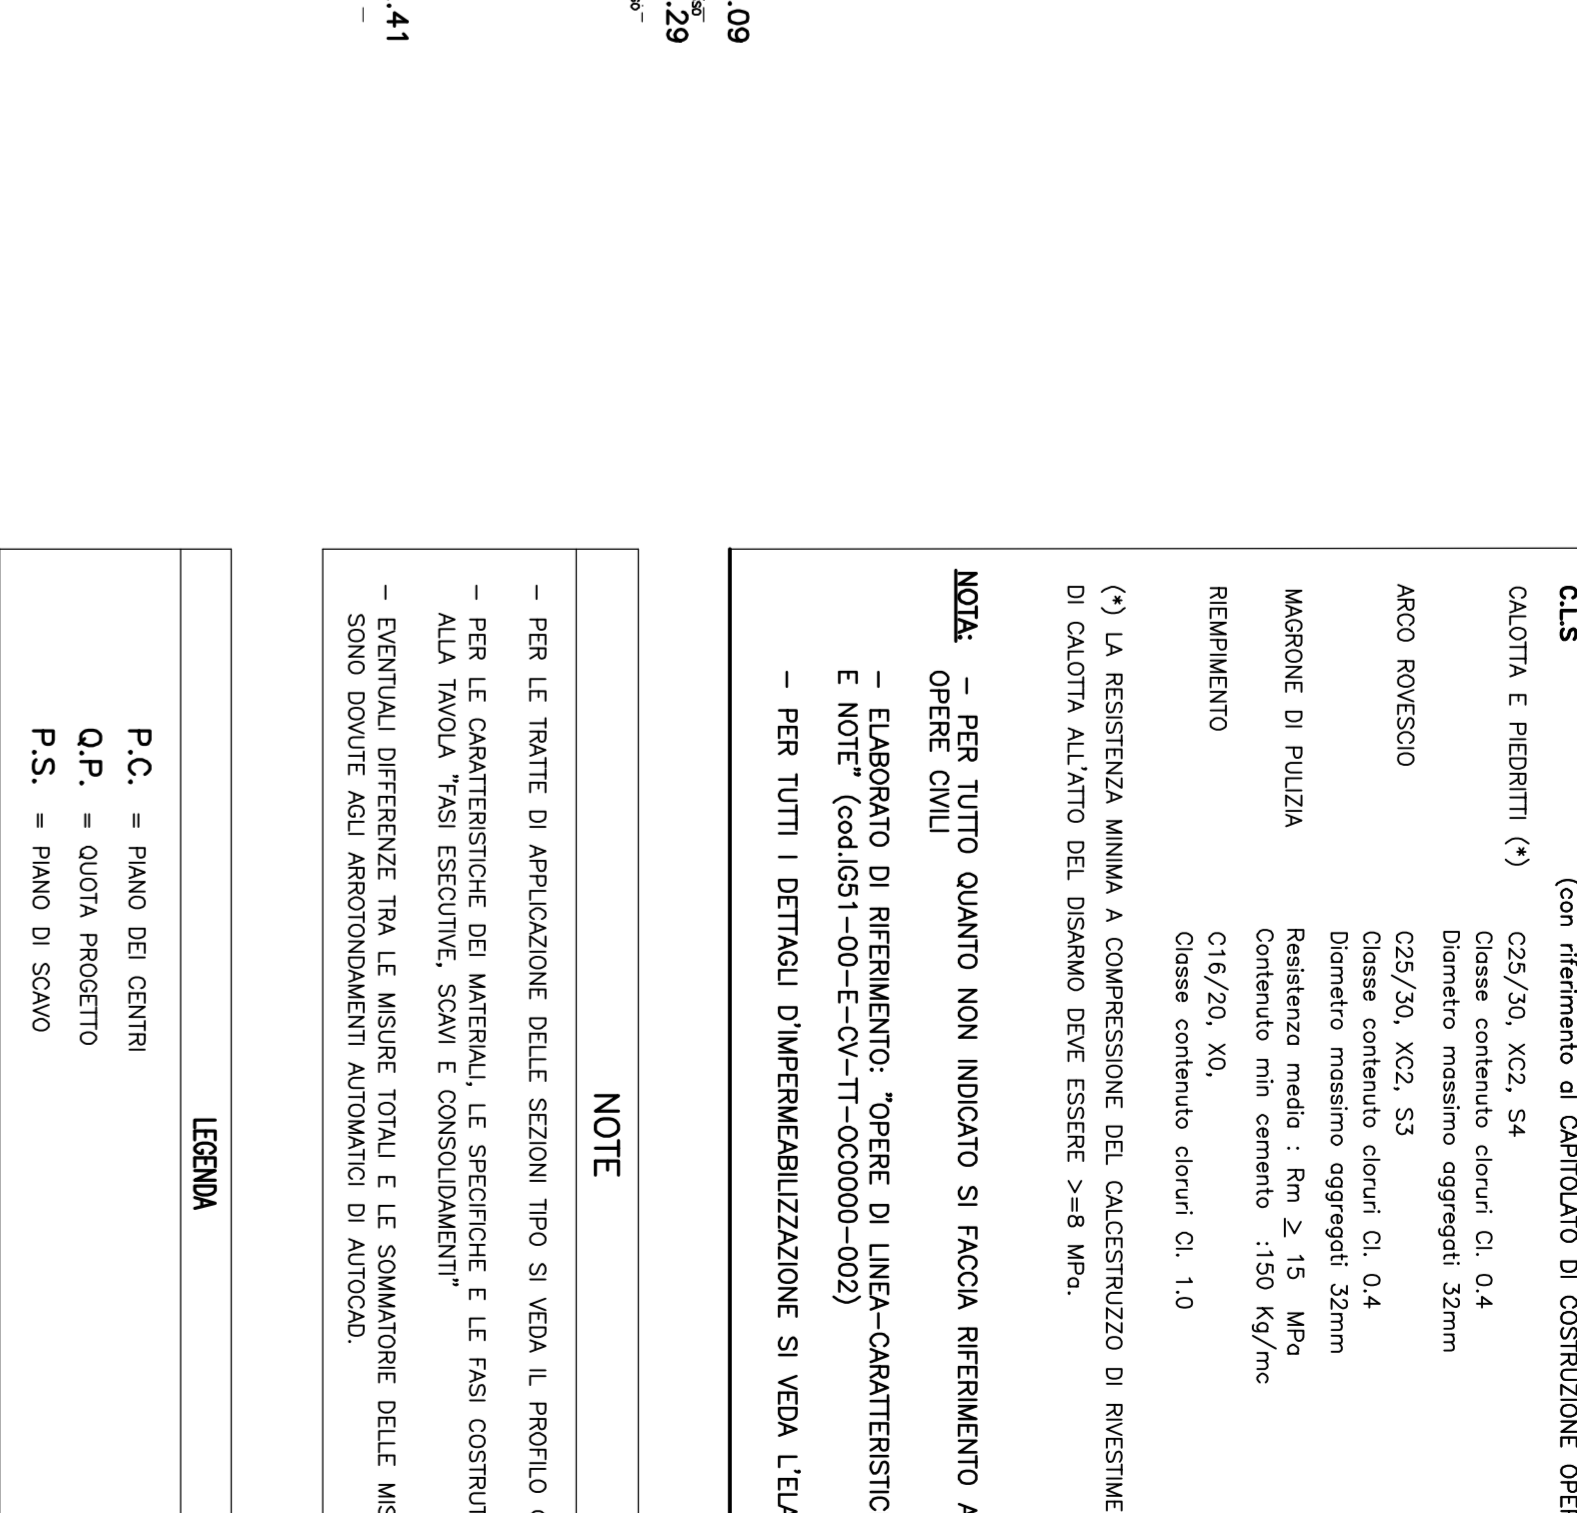 C.L.S (con riferimento al CAPITOLATO DI COSTRUZIONE
CALOTTA E PIEDRITTI (*) C25/30, XC2, S4
Classe contenuto cloruri Cl. 0.4
Diametro massimo aggregati 32mm
ARCO ROVESCIO C25/30, XC2, S3
Classe contenuto cloruri Cl. 0.4
Diametro massimo aggregati 32mm
MAGRONE DI PULIZIA Resistenza media : Rm ≥ 15 MPa
Contenuto min cemento :150 Kg/mc
RIEMPIMENTO C16/20, X0,
Classe contenuto cloruri Cl. 1.0
(*) LA RESISTENZA MINIMA A COMPRESSIONE DEL CALCESTRUZZO DI RIVESTIME
DI CALOTTA ALL'ATTO DEL DISARMO DEVE ESSERE >=8 MPa.
NOTA: – PER TUTTO QUANTO NON INDICATO SI FACCIA RIFERIMENTO A
OPERE CIVILI
– ELABORATO DI RIFERIMENTO: "OPERE DI LINEA–CARATTERISTIC
E NOTE" (cod.IG51–00–E–CV–TT–OC0000–002)
– PER TUTTI I DETTAGLI D'IMPERMEABILIZZAZIONE SI VEDA L'ELA
.09
.29
.41
NOTE
– PER LE TRATTE DI APPLICAZIONE DELLE SEZIONI TIPO SI VEDA IL PROFILO
– PER LE CARATTERISTICHE DEI MATERIALI, LE SPECIFICHE E LE FASI COSTRUT
ALLA TAVOLA "FASI ESECUTIVE, SCAVI E CONSOLIDAMENTI"
– EVENTUALI DIFFERENZE TRA LE MISURE TOTALI E LE SOMMATORIE DELLE MIS
SONO DOVUTE AGLI ARROTONDAMENTI AUTOMATICI DI AUTOCAD.
LEGENDA
P.C. = PIANO DEI CENTRI
Q.P. = QUOTA PROGETTO
P.S. = PIANO DI SCAVO